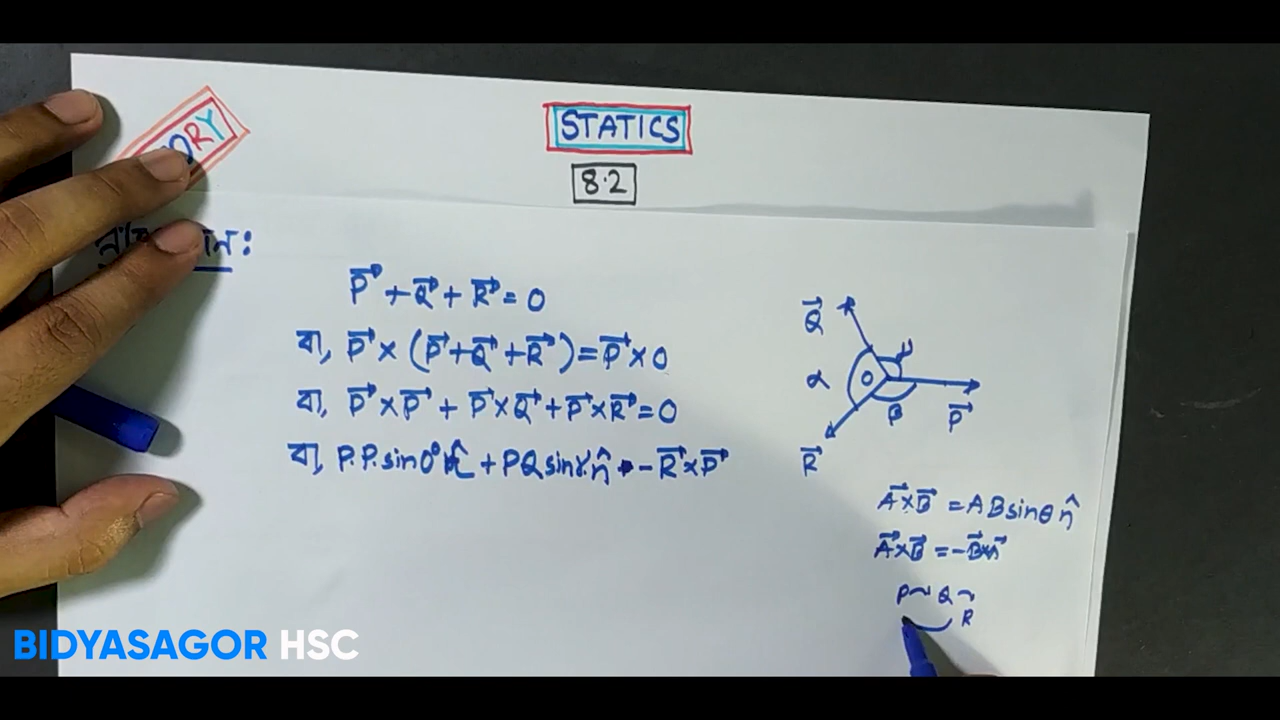 STATICS
8.2
P⃗ + Q⃗ + R⃗ = 0
বা, P⃗ × (P⃗ + Q⃗ + R⃗) = P⃗ × 0
বা, P⃗ × P⃗ + P⃗ × Q⃗ + P⃗ × R⃗ = 0
বা, P.P. sin0° n̂ + PQ sinγ.n̂ - R⃗ × P⃗
Q⃗
α O
β P⃗
R⃗
A⃗ × B⃗ = AB sinθ n̂
A⃗ × B⃗ = - B⃗ × A⃗
P ~ Q ~
R
BIDYASAGOR HSC